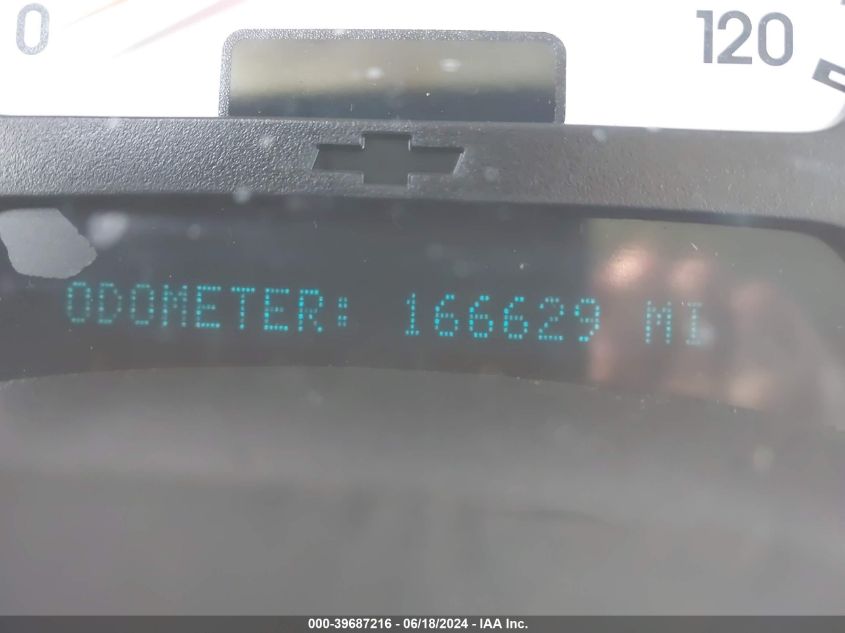 0 120
ODOMETER: 166629 MI
000-39687216 - 06/18/2024 - IAA Inc.